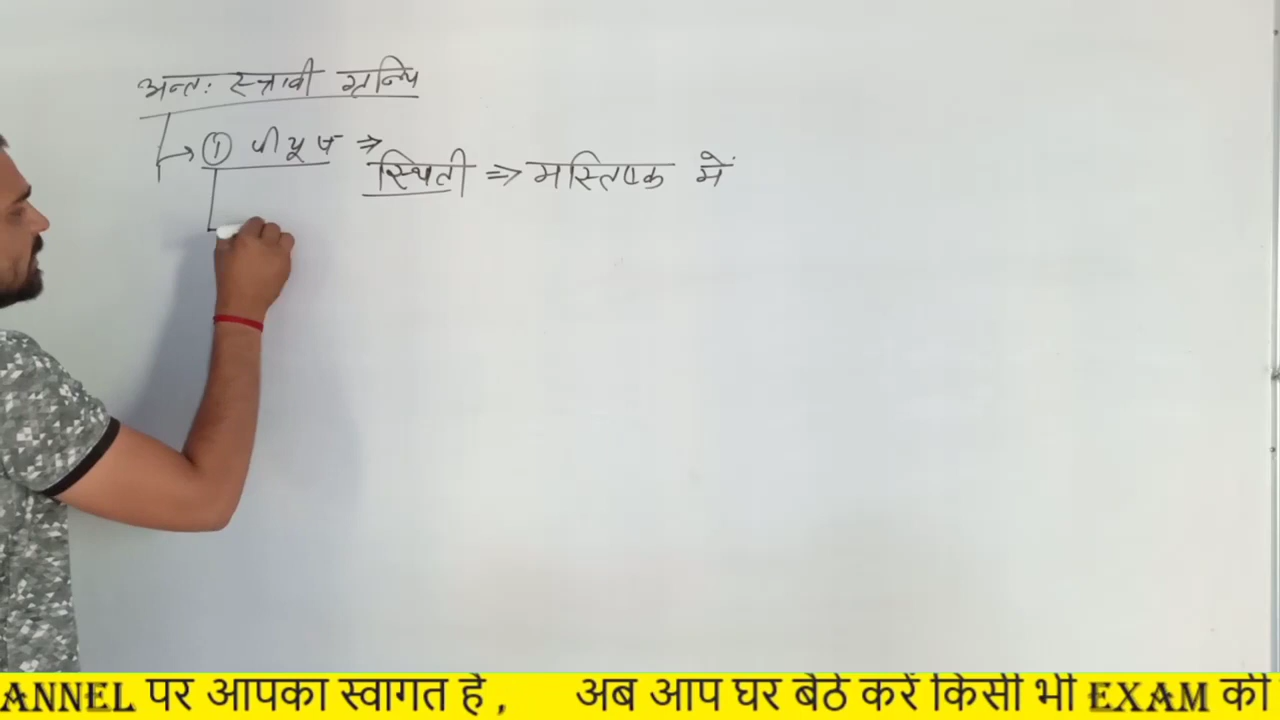 अन्तः स्त्रावी ग्रन्थि
① पीयूष ⇒
स्थिती ⇒ मस्तिष्क में
ANNEL पर आपका स्वागत है , अब आप घर बैठे करें किसी भी EXAM की